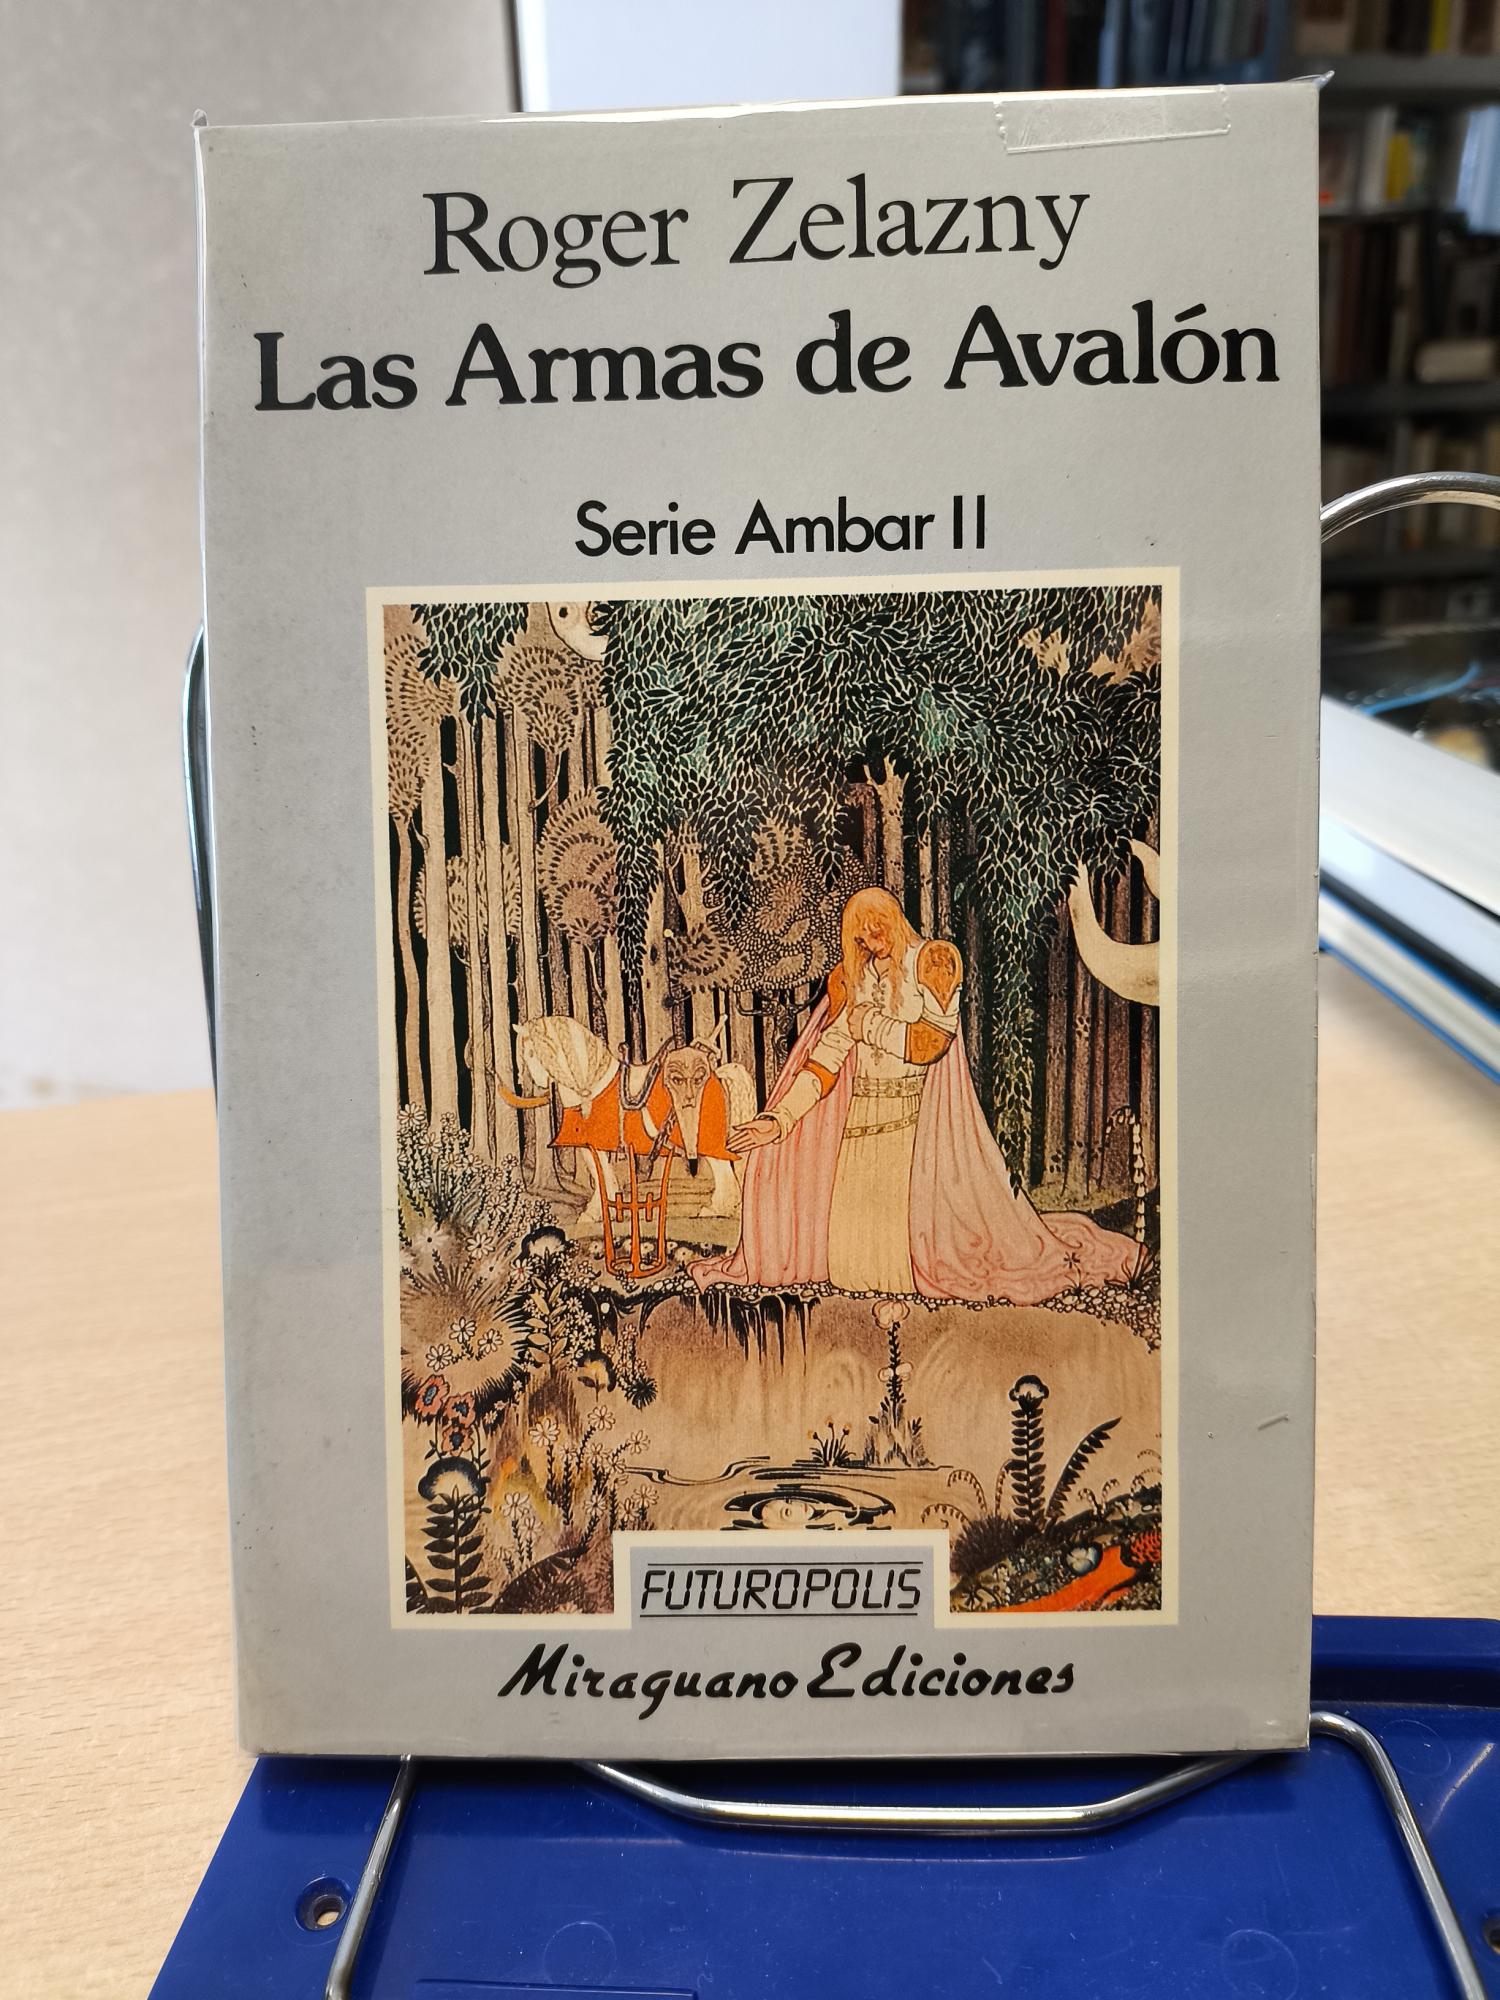 Roger Zelazny
Las Armas de Avalón
Serie Ambar II
FUTUROPOLIS
Miraguano Ediciones